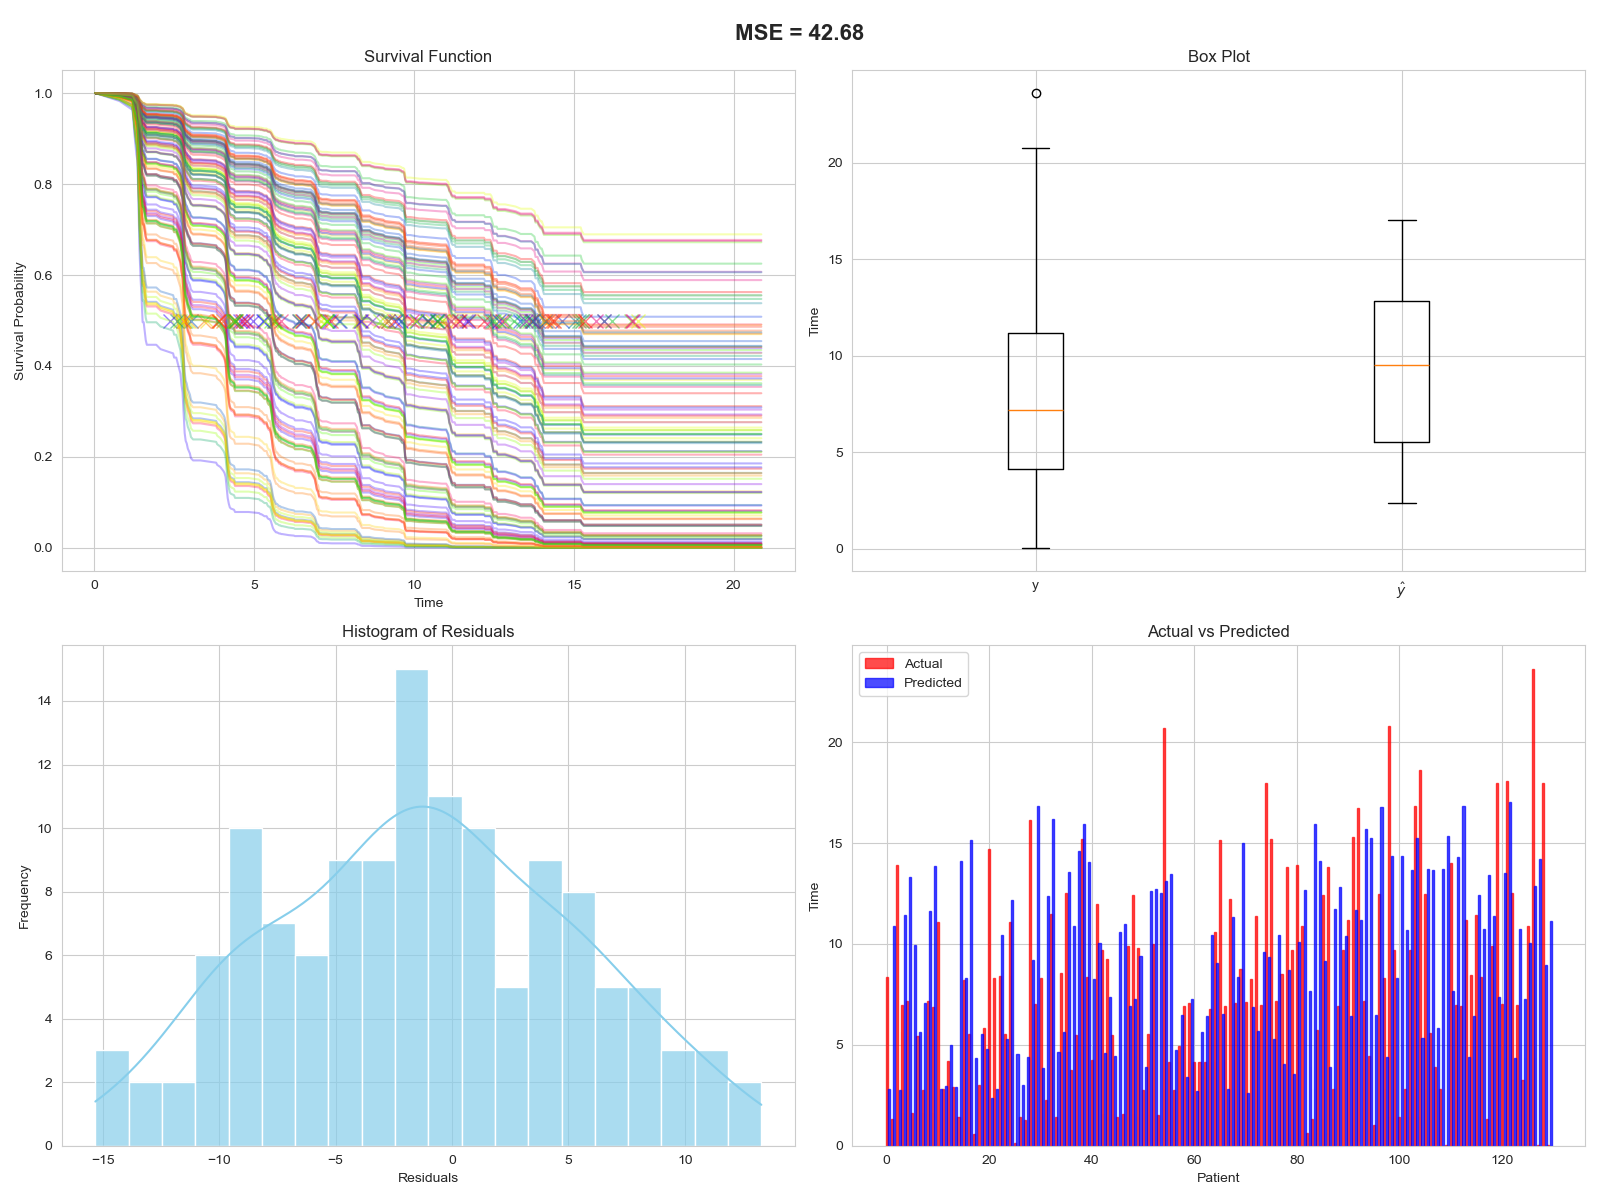 MSE = 42.68
Survival Function
Survival Probability
1.0
0.8
0.6
0.4
0.2
0.0
0 5 10 15 20
Time
Box Plot
Time
20
15
10
5
0
y ŷ
Histogram of Residuals
Frequency
14
12
10
8
6
4
2
0
−15 −10 −5 0 5 10
Residuals
Actual vs Predicted
Actual
Predicted
Time
20
15
10
5
0
0 20 40 60 80 100 120
Patient